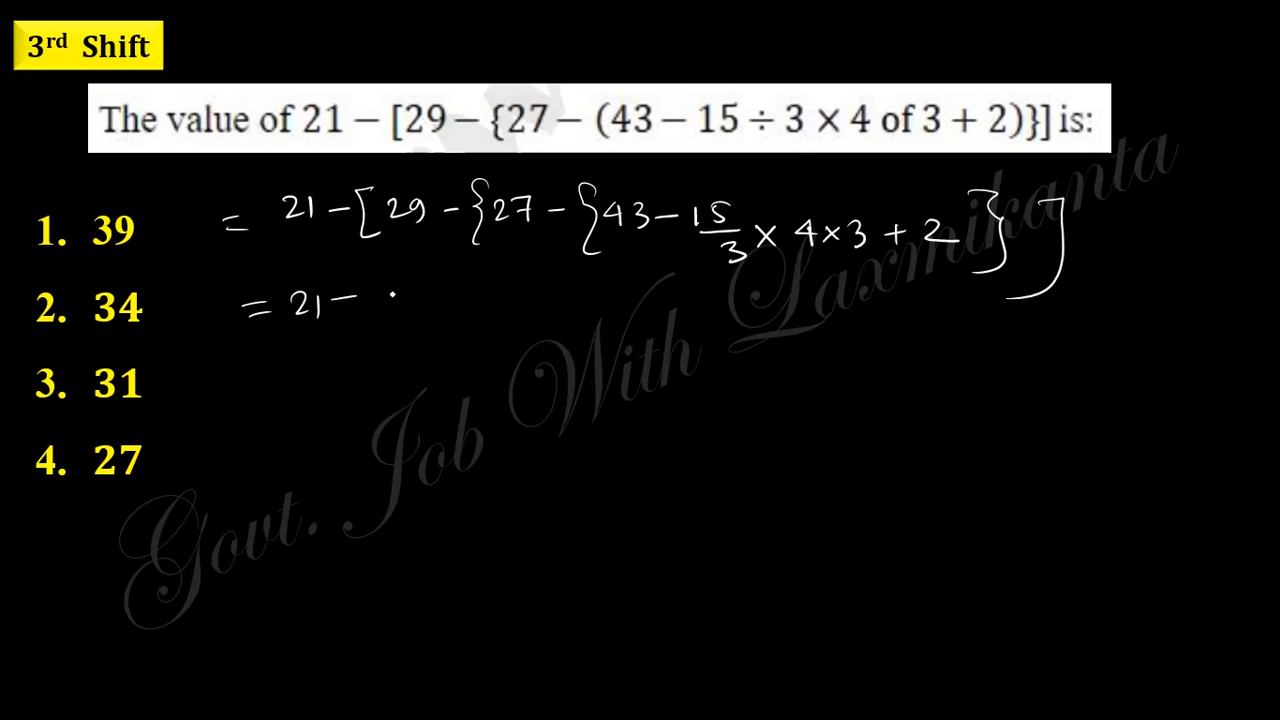 3rd Shift
The value of 21 − [29 − {27 − (43 − 15 ÷ 3 × 4 of 3 + 2)}] is:
1. 39
2. 34
3. 31
4. 27
= 21 − [29 − {27 − {43 − 15/3 × 4 × 3 + 2}]
= 21 −
Govt. Job With Laxmikanta